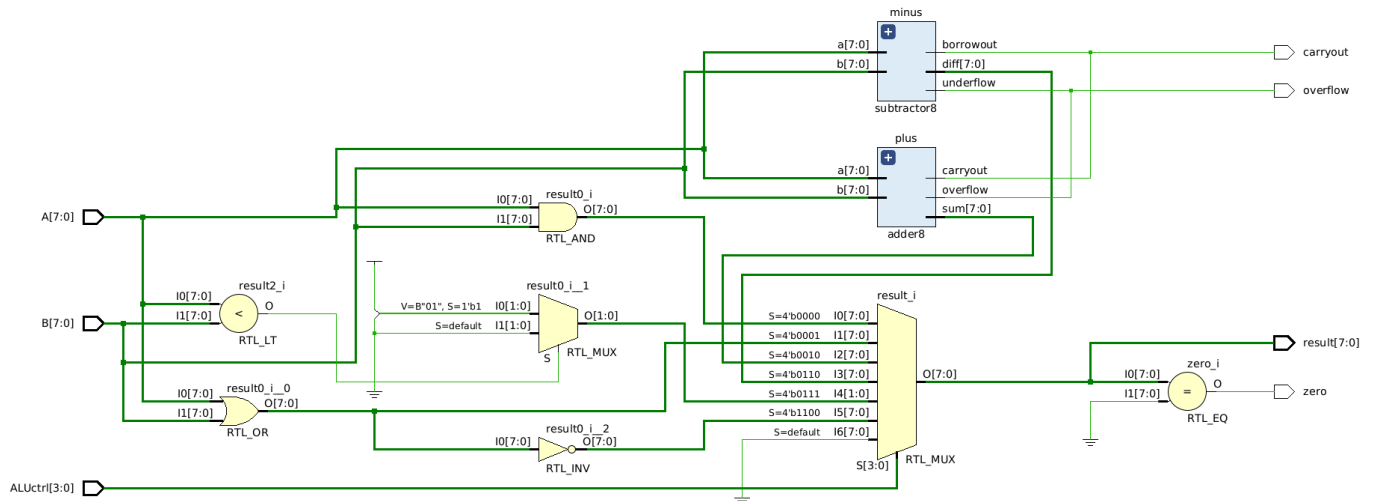 minus
a[7:0]
b[7:0]
borrowout
diff[7:0]
underflow
subtractor8
carryout
overflow
plus
a[7:0]
b[7:0]
carryout
overflow
sum[7:0]
adder8
A[7:0]
B[7:0]
result0_i
I0[7:0]
I1[7:0]
O[7:0]
RTL_AND
result2_i
I0[7:0]
I1[7:0]
<
O
RTL_LT
result0_i__1
V=B"01", S=1'b1
I0[1:0]
S=default
I1[1:0]
O[1:0]
S
RTL_MUX
result0_i__0
I0[7:0]
I1[7:0]
O[7:0]
RTL_OR
result0_i__2
I0[7:0]
O[7:0]
RTL_INV
result_i
S=4'b0000 I0[7:0]
S=4'b0001 I1[7:0]
S=4'b0010 I2[7:0]
S=4'b0110 I3[7:0]
S=4'b0111 I4[1:0]
S=4'b1100 I5[7:0]
S=default I6[7:0]
O[7:0]
S[3:0]
RTL_MUX
result[7:0]
zero_i
I0[7:0]
I1[7:0]
=
O
RTL_EQ
zero
ALUctrl[3:0]